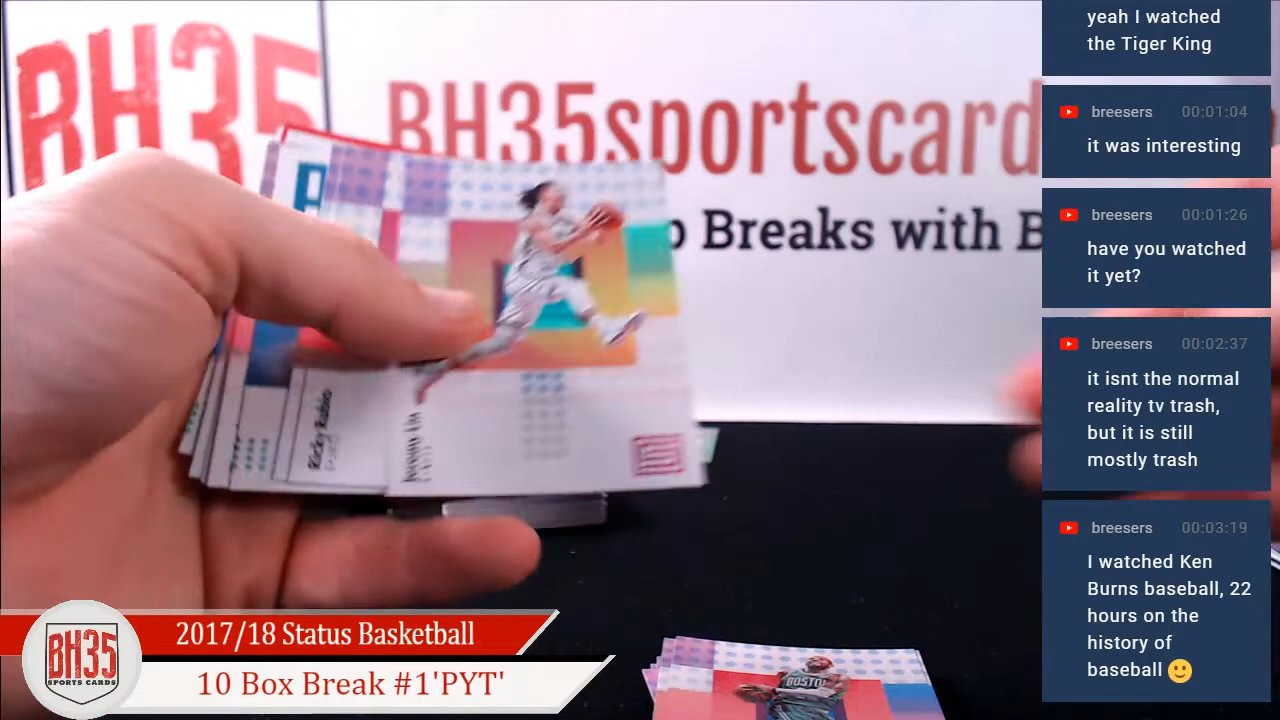 BH35
BH35sportscard
p Breaks with B
Ricky Rubio
BOSTON
2017/18 Status Basketball
10 Box Break #1'PYT'
BH35
SPORTS CARDS
yeah I watched
the Tiger King
breesers 00:01:04
it was interesting
breesers 00:01:26
have you watched
it yet?
breesers 00:02:37
it isnt the normal
reality tv trash,
but it is still
mostly trash
breesers 00:03:19
I watched Ken
Burns baseball, 22
hours on the
history of
baseball 🙂